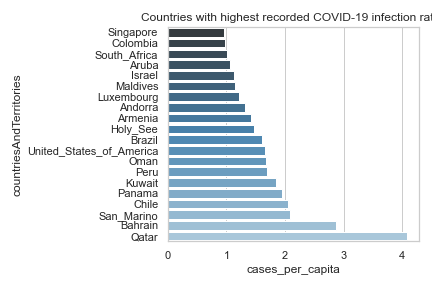 Countries with highest recorded COVID-19 infection rat
Singapore
Colombia
South_Africa
Aruba
Israel
Maldives
Luxembourg
Andorra
Armenia
Holy_See
Brazil
United_States_of_America
Oman
Peru
Kuwait
Panama
Chile
San_Marino
Bahrain
Qatar
countriesAndTerritories
0 1 2 3 4
cases_per_capita